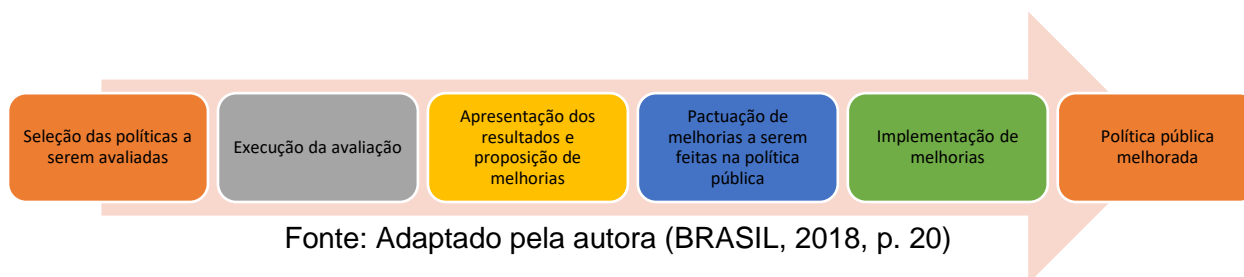 Seleção das políticas a
serem avaliadas
Execução da avaliação
Apresentação dos
resultados e
proposição de
melhorias
Pactuação de
melhorias a serem
feitas na política
pública
Implementação de
melhorias
Política pública
melhorada
Fonte: Adaptado pela autora (BRASIL, 2018, p. 20)